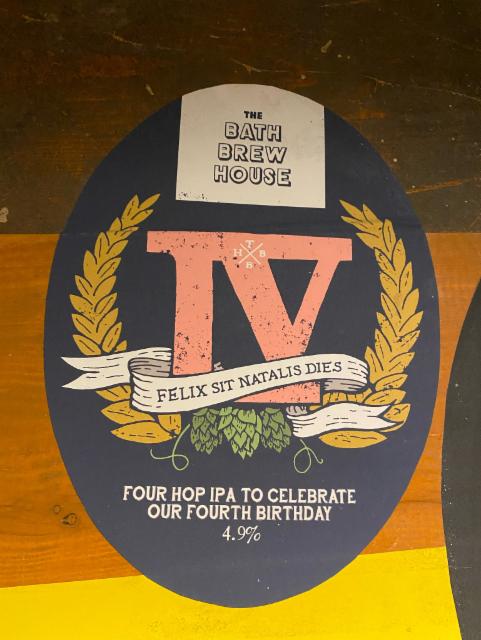 THE
BATH
BREW
HOUSE
T
H B
B
IV
FELIX SIT NATALIS DIES
FOUR HOP IPA TO CELEBRATE
OUR FOURTH BIRTHDAY
4.9%